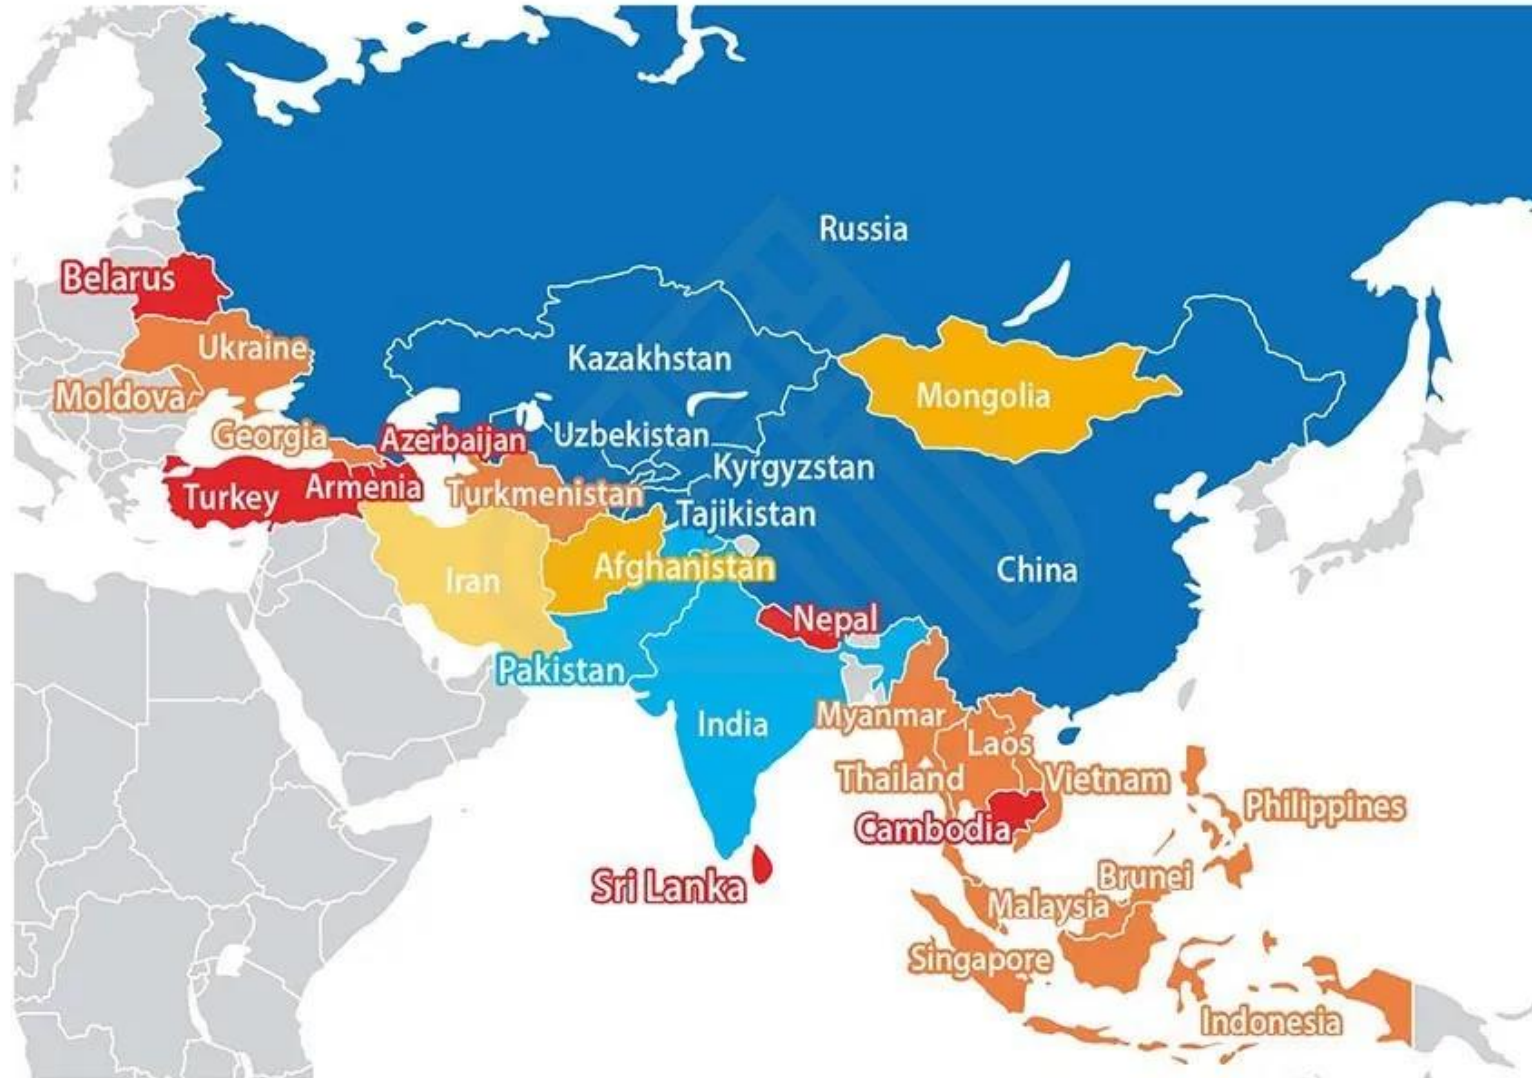 Russia
Belarus
Ukraine
Kazakhstan
Moldova
Mongolia
Georgia
Azerbaijan
Uzbekistan
Kyrgyzstan
Turkey
Armenia
Turkmenistan
Tajikistan
Iran
Afghanistan
China
Nepal
Pakistan
India
Myanmar
Laos
Thailand
Vietnam
Philippines
Cambodia
Sri Lanka
Brunei
Malaysia
Singapore
Indonesia